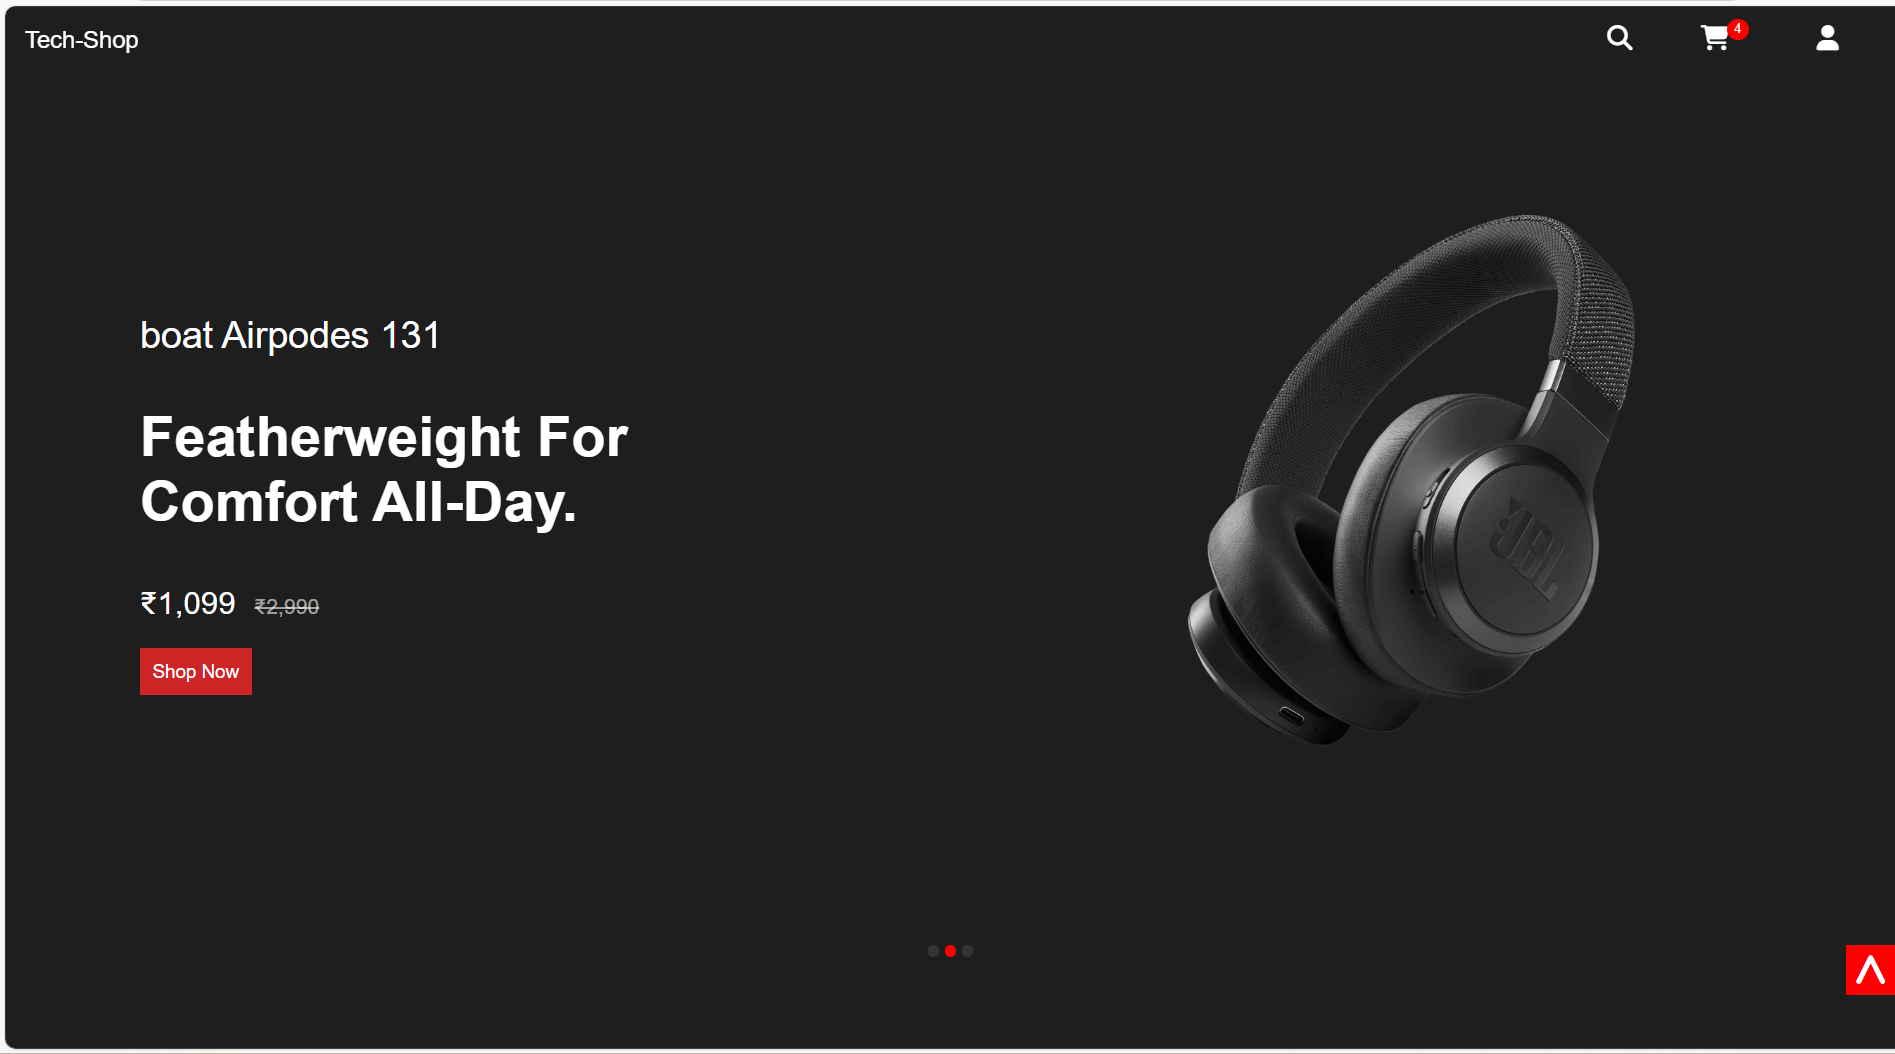 Tech-Shop
4
boat Airpodes 131
Featherweight For
Comfort All-Day.
₹1,099 ₹2,990
Shop Now
JBL